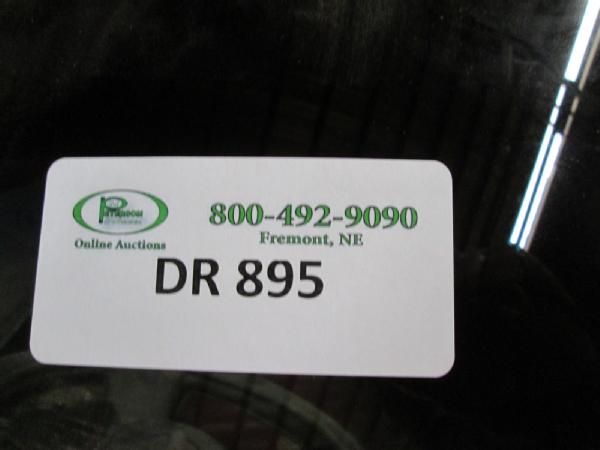 800-492-9090
Fremont, NE
Online Auctions
DR 895